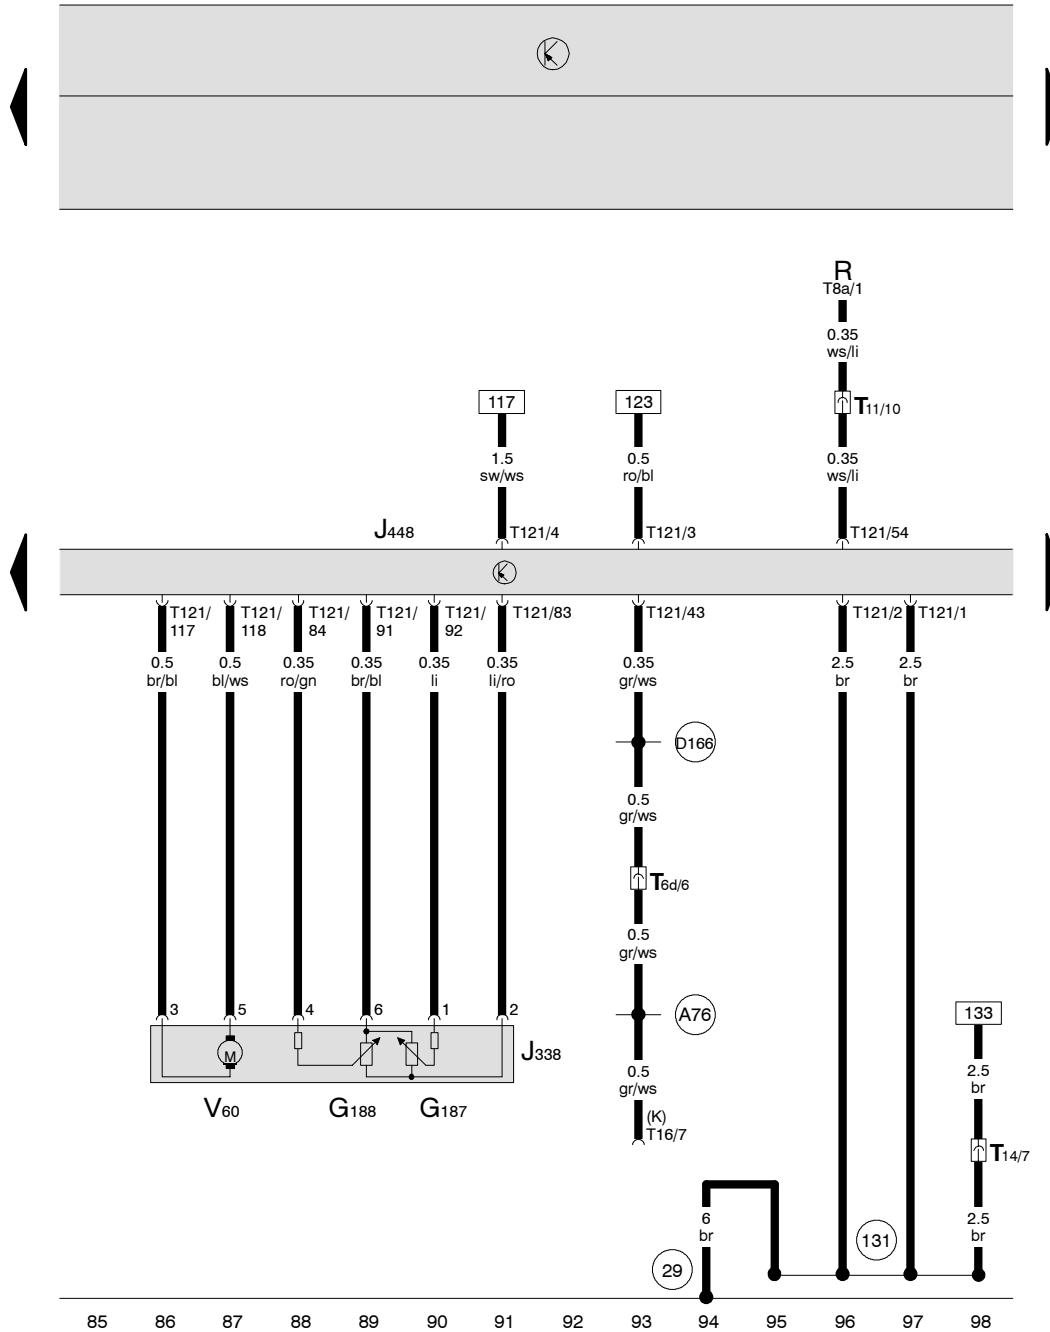 R
T8a/1
0.35
ws/li
117
123
T11/10
1.5
sw/ws
0.5
ro/bl
0.35
ws/li
J448
T121/4
T121/3
T121/54
T121/
117
T121/
118
T121/
84
T121/
91
T121/
92
T121/83
T121/43
T121/2
T121/1
0.5
br/bl
0.5
bl/ws
0.35
ro/gn
0.35
br/bl
0.35
li
0.35
li/ro
0.35
gr/ws
2.5
br
2.5
br
D166
0.5
gr/ws
T6d/6
0.5
gr/ws
3
5
4
6
1
2
A76
133
M
J338
0.5
gr/ws
2.5
br
V60
G188
G187
(K)
T16/7
T14/7
6
br
2.5
br
131
29
85 86 87 88 89 90 91 92 93 94 95 96 97 98